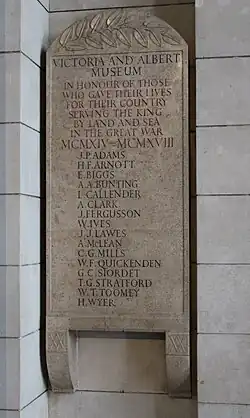 VICTORIA AND ALBERT
MUSEUM
IN HONOUR OF THOSE
WHO GAVE THEIR LIVES
FOR THEIR COUNTRY
SERVING THE KING
BY LAND AND SEA
IN THE GREAT WAR
MCMXIV–MCMXVIII
J.P. ADAMS
H.F. ARNOTT
E. BIGGS
A.A. BUNTING
L. CALLENDER
A. CLARK
J. FERGUSSON
W. IVES
J.J. LAWES
A. McLEAN
C.G. MILLS
W.F. QUICKENDEN
G.C. SIORDET
T.G. STRATFORD
W.T. TOOMEY
H. WYER